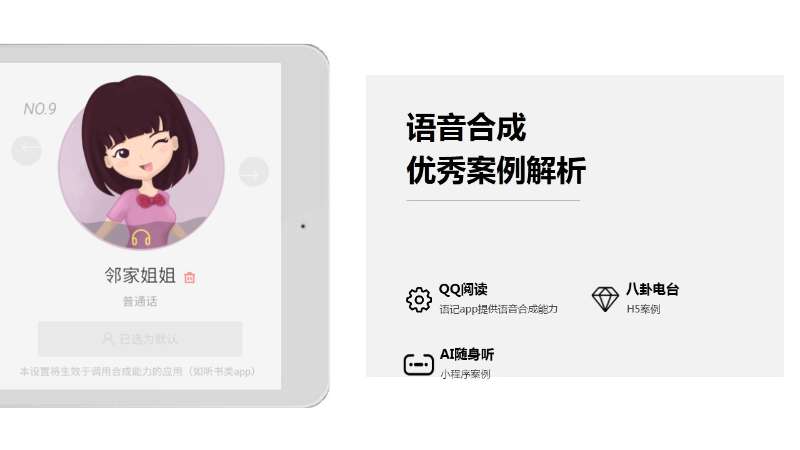 NO.9
邻家姐姐
普通话
已选为默认
本设置将生效于调用合成能力的应用（如听书类app）
语音合成
优秀案例解析
QQ阅读
语记app提供语音合成能力
八卦电台
H5案例
AI随身听
小程序案例